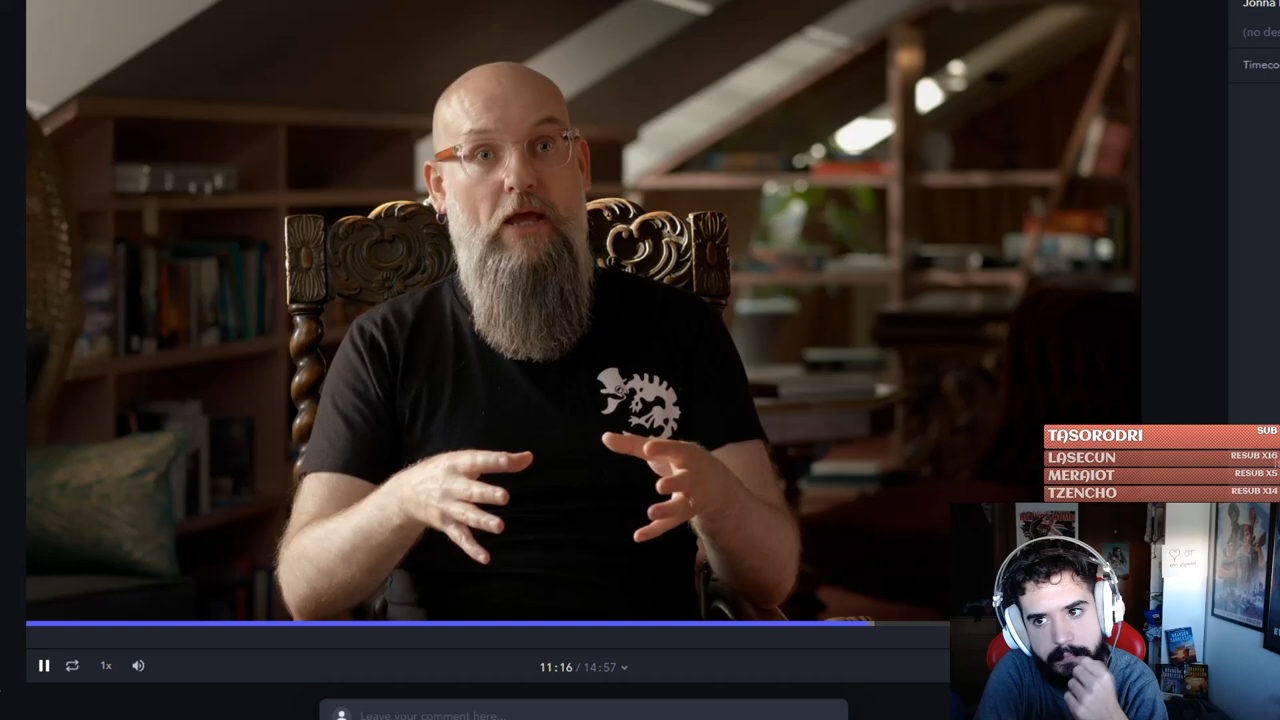 Jonna
(no des
Timeco
TASORODRI SUB
LASECUN RESUB X16
MERAIOT RESUB X5
TZENCHO RESUB X14
11:16 / 14:57
1x
Leave your comment here...